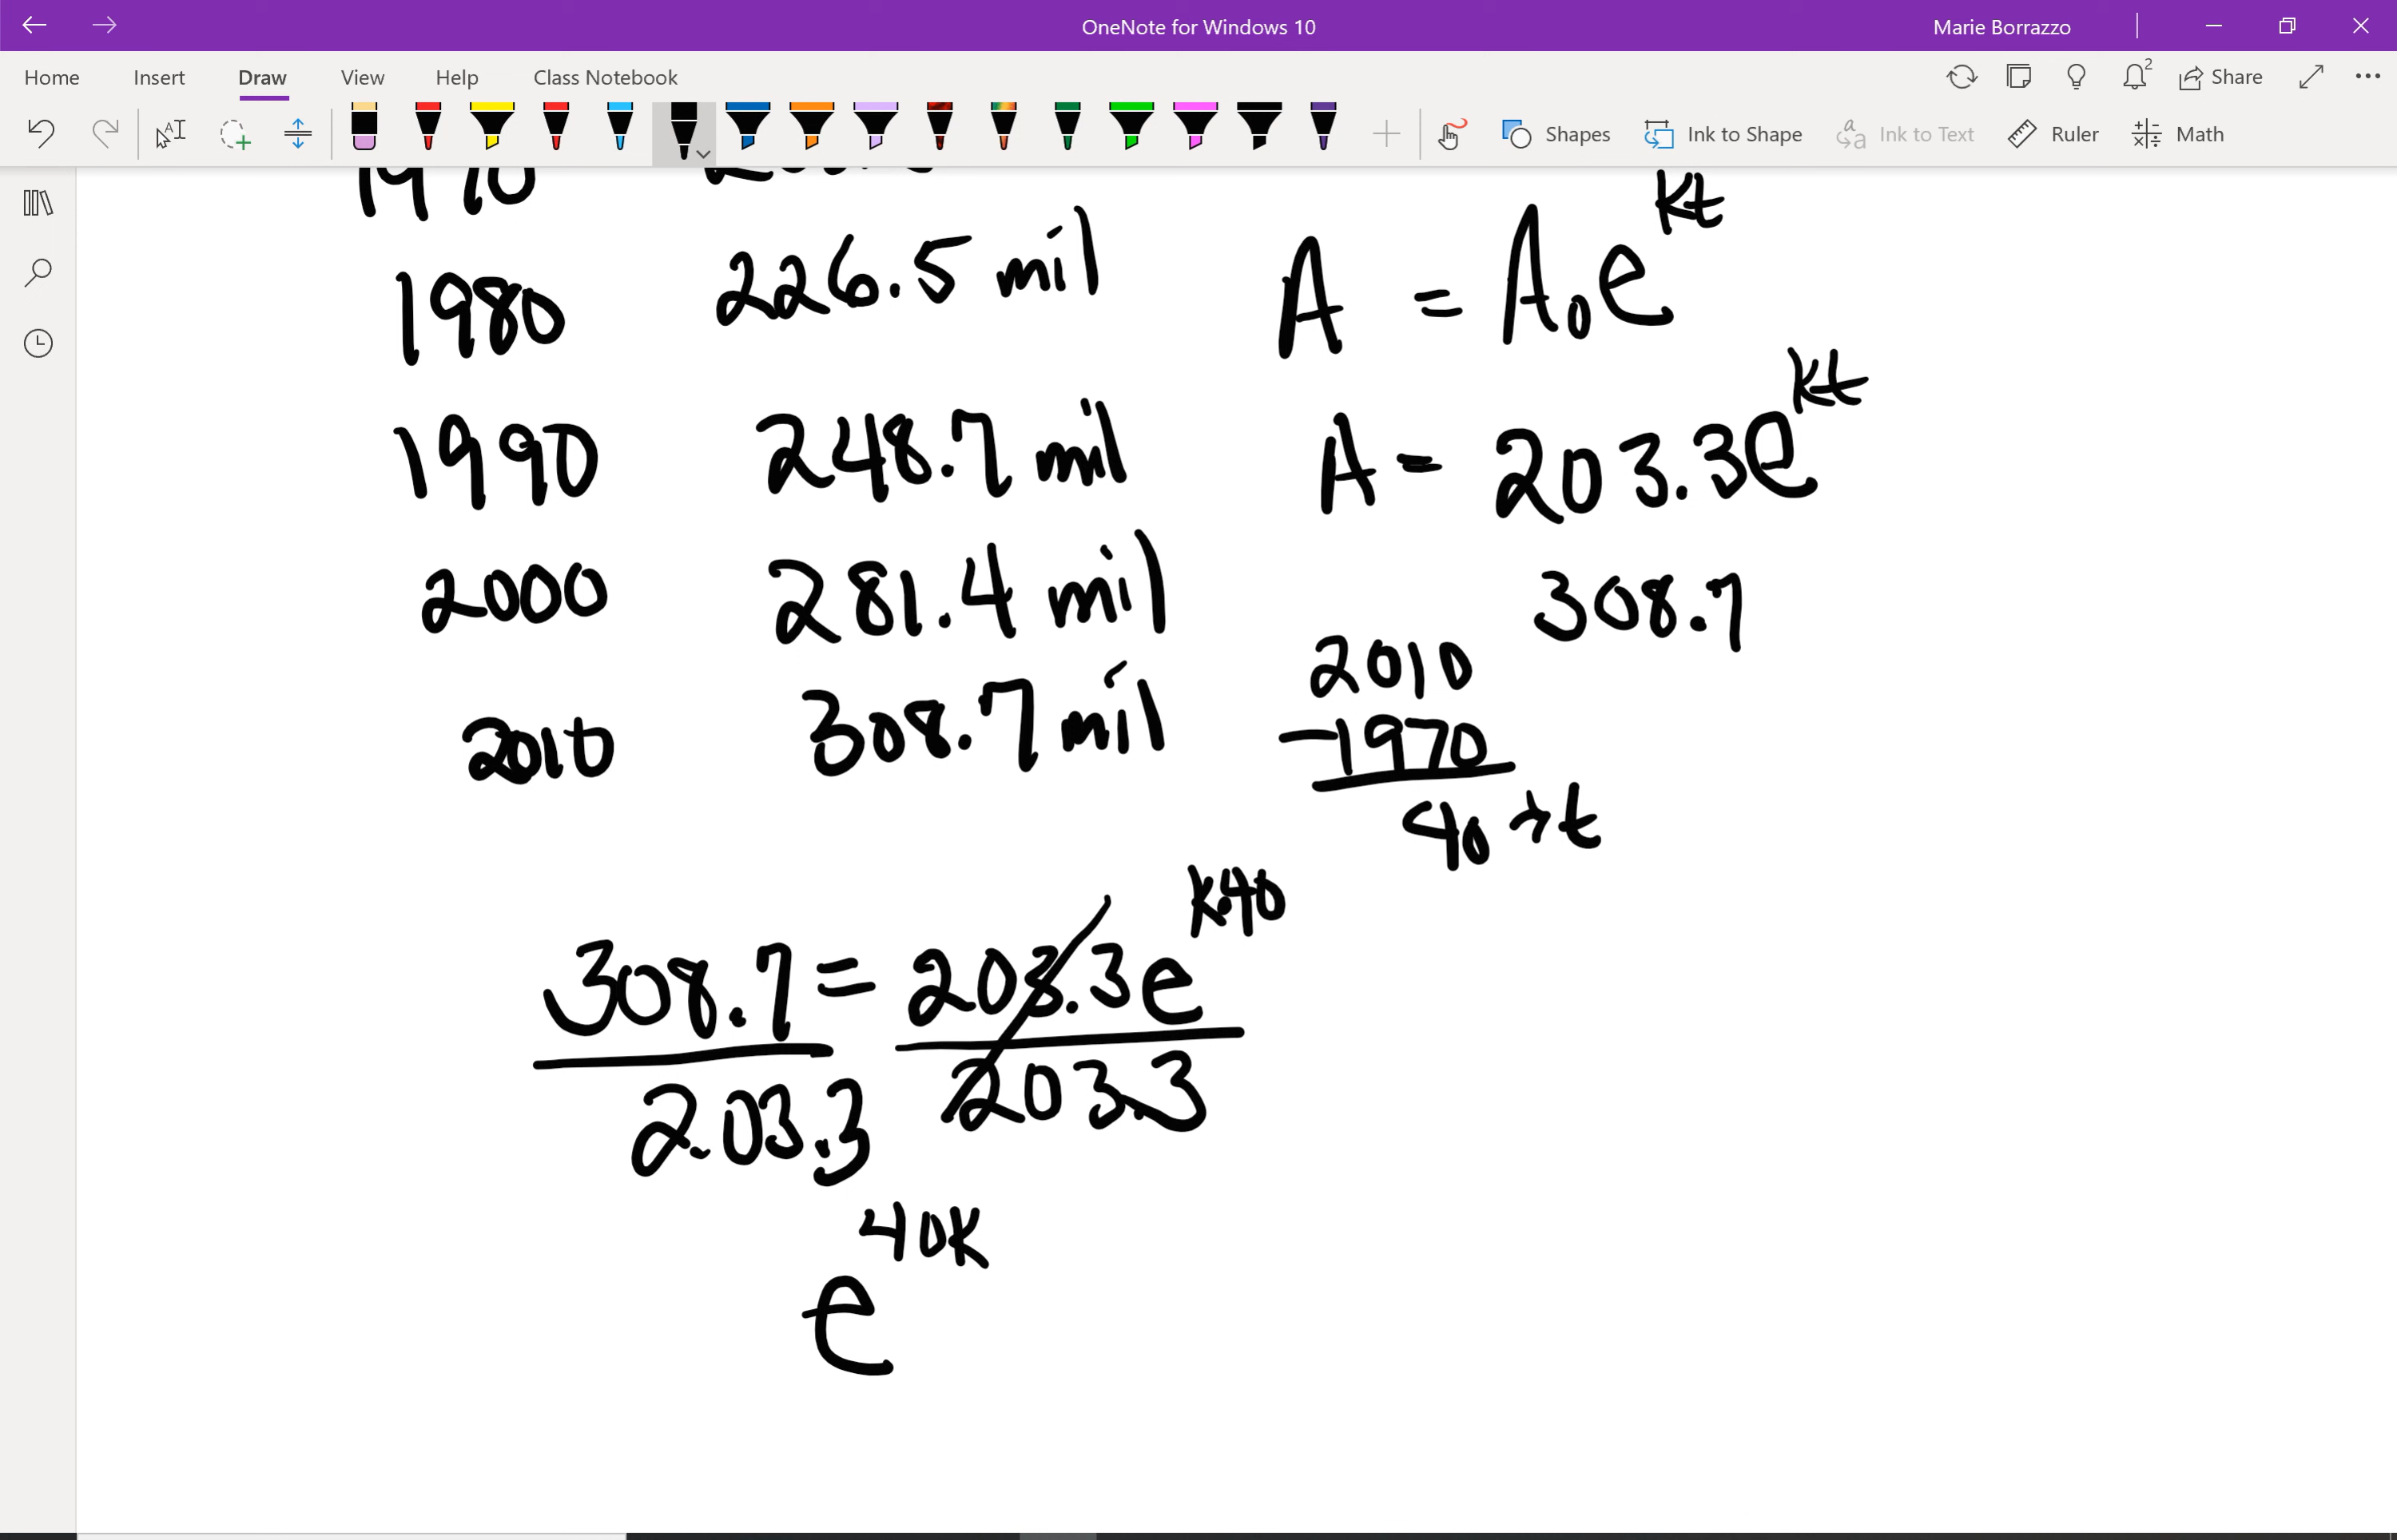 OneNote for Windows 10 Marie Borrazzo
Home Insert Draw View Help Class Notebook 2 Share
Shapes Ink to Shape Ink to Text Ruler Math
1970
1980 226.5 mil A = A₀e^kt
1990 248.7 mil A = 203.3e^kt
2000 281.4 mil 308.7
2010 308.7 mil
2010
-1970
40 → t
308.7 = 203.3e^k.40
203.3 203.3
e^40k